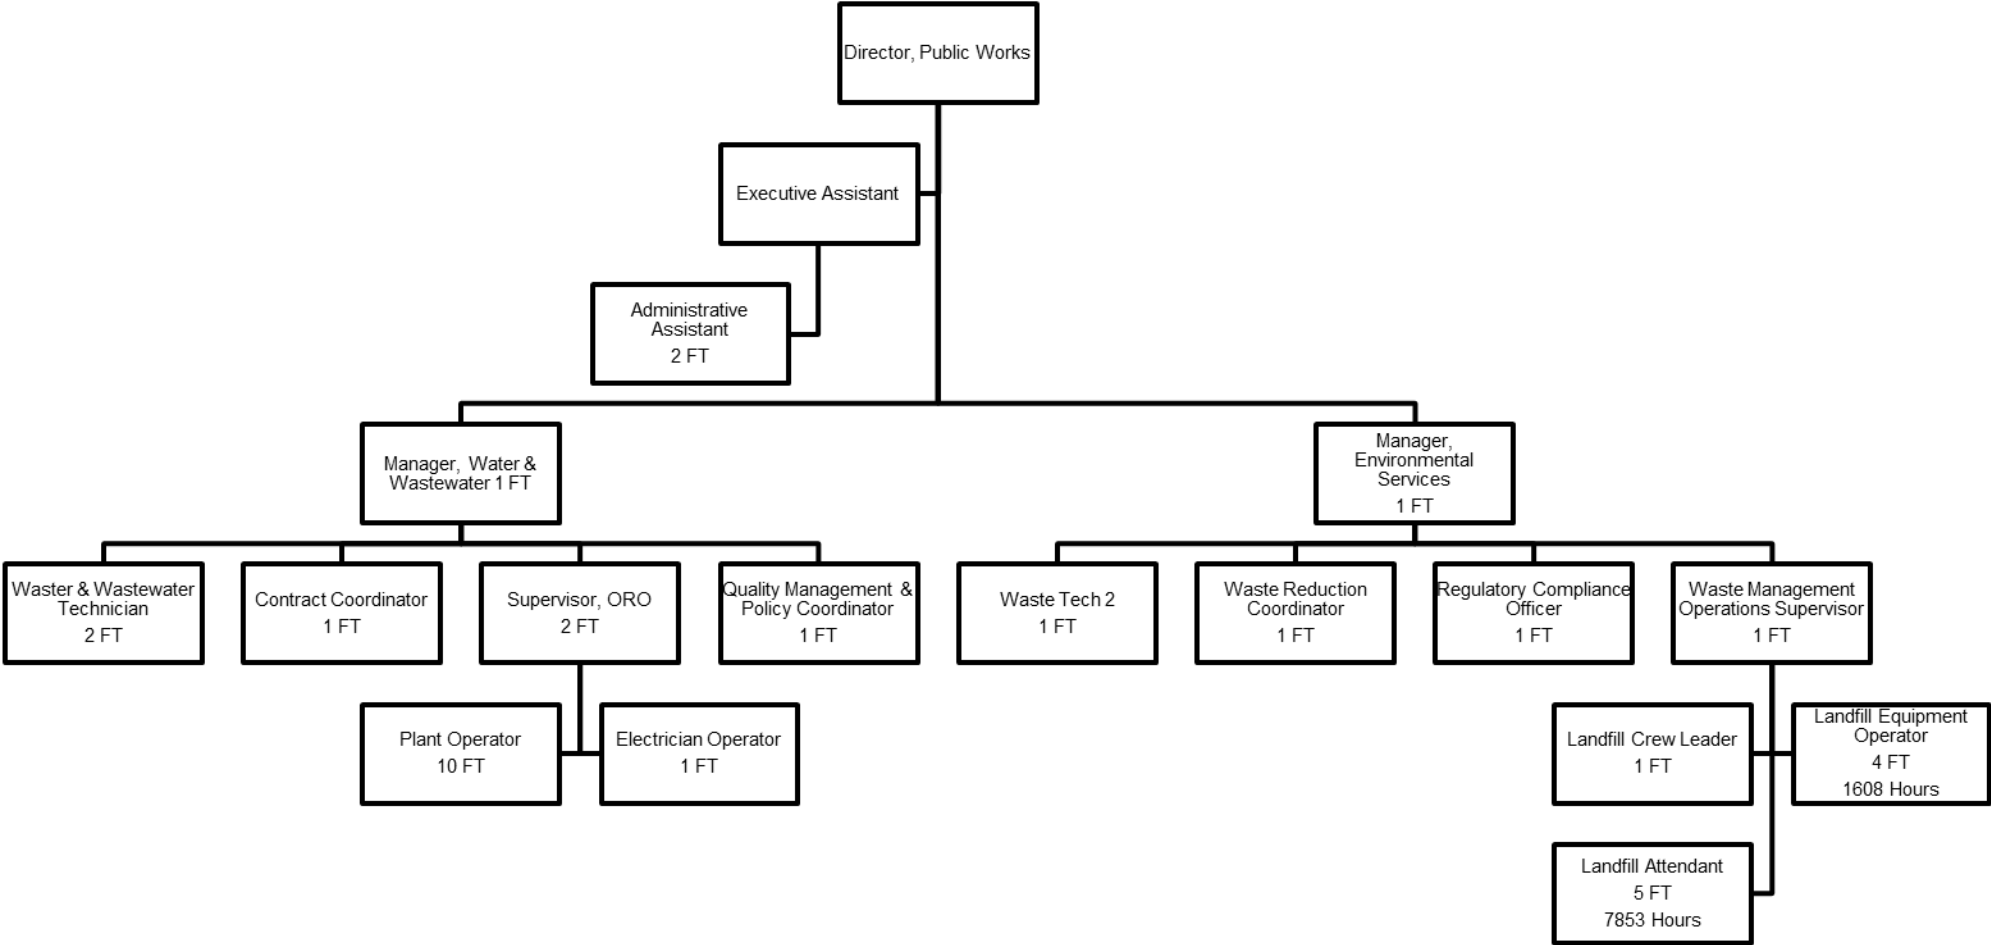 Director, Public Works
Executive Assistant
Administrative
Assistant
2 FT
Manager, Water &
Wastewater 1 FT
Manager,
Environmental
Services
1 FT
Waster & Wastewater
Technician
2 FT
Contract Coordinator
1 FT
Supervisor, ORO
2 FT
Quality Management &
Policy Coordinator
1 FT
Waste Tech 2
1 FT
Waste Reduction
Coordinator
1 FT
Regulatory Compliance
Officer
1 FT
Waste Management
Operations Supervisor
1 FT
Plant Operator
10 FT
Electrician Operator
1 FT
Landfill Crew Leader
1 FT
Landfill Equipment
Operator
4 FT
1608 Hours
Landfill Attendant
5 FT
7853 Hours